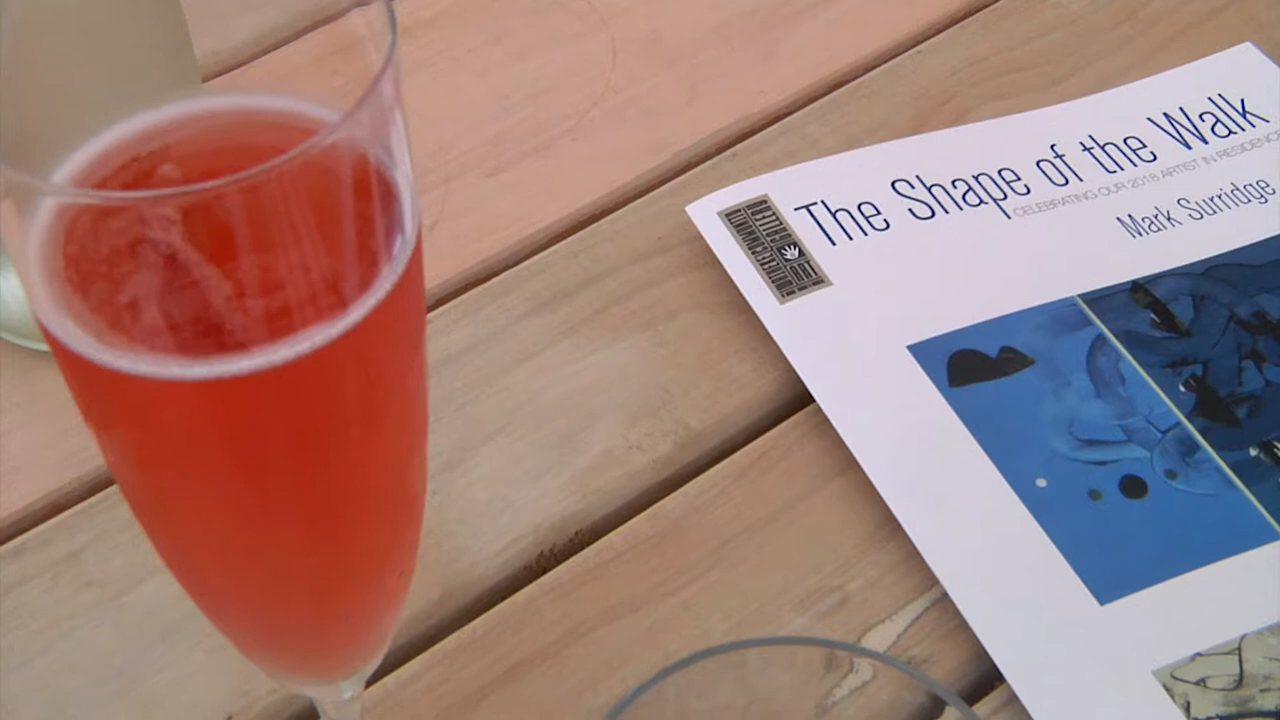 The Shape of the Walk
CELEBRATING OUR 2018 ARTIST IN RESIDENCE
Mark Surridge